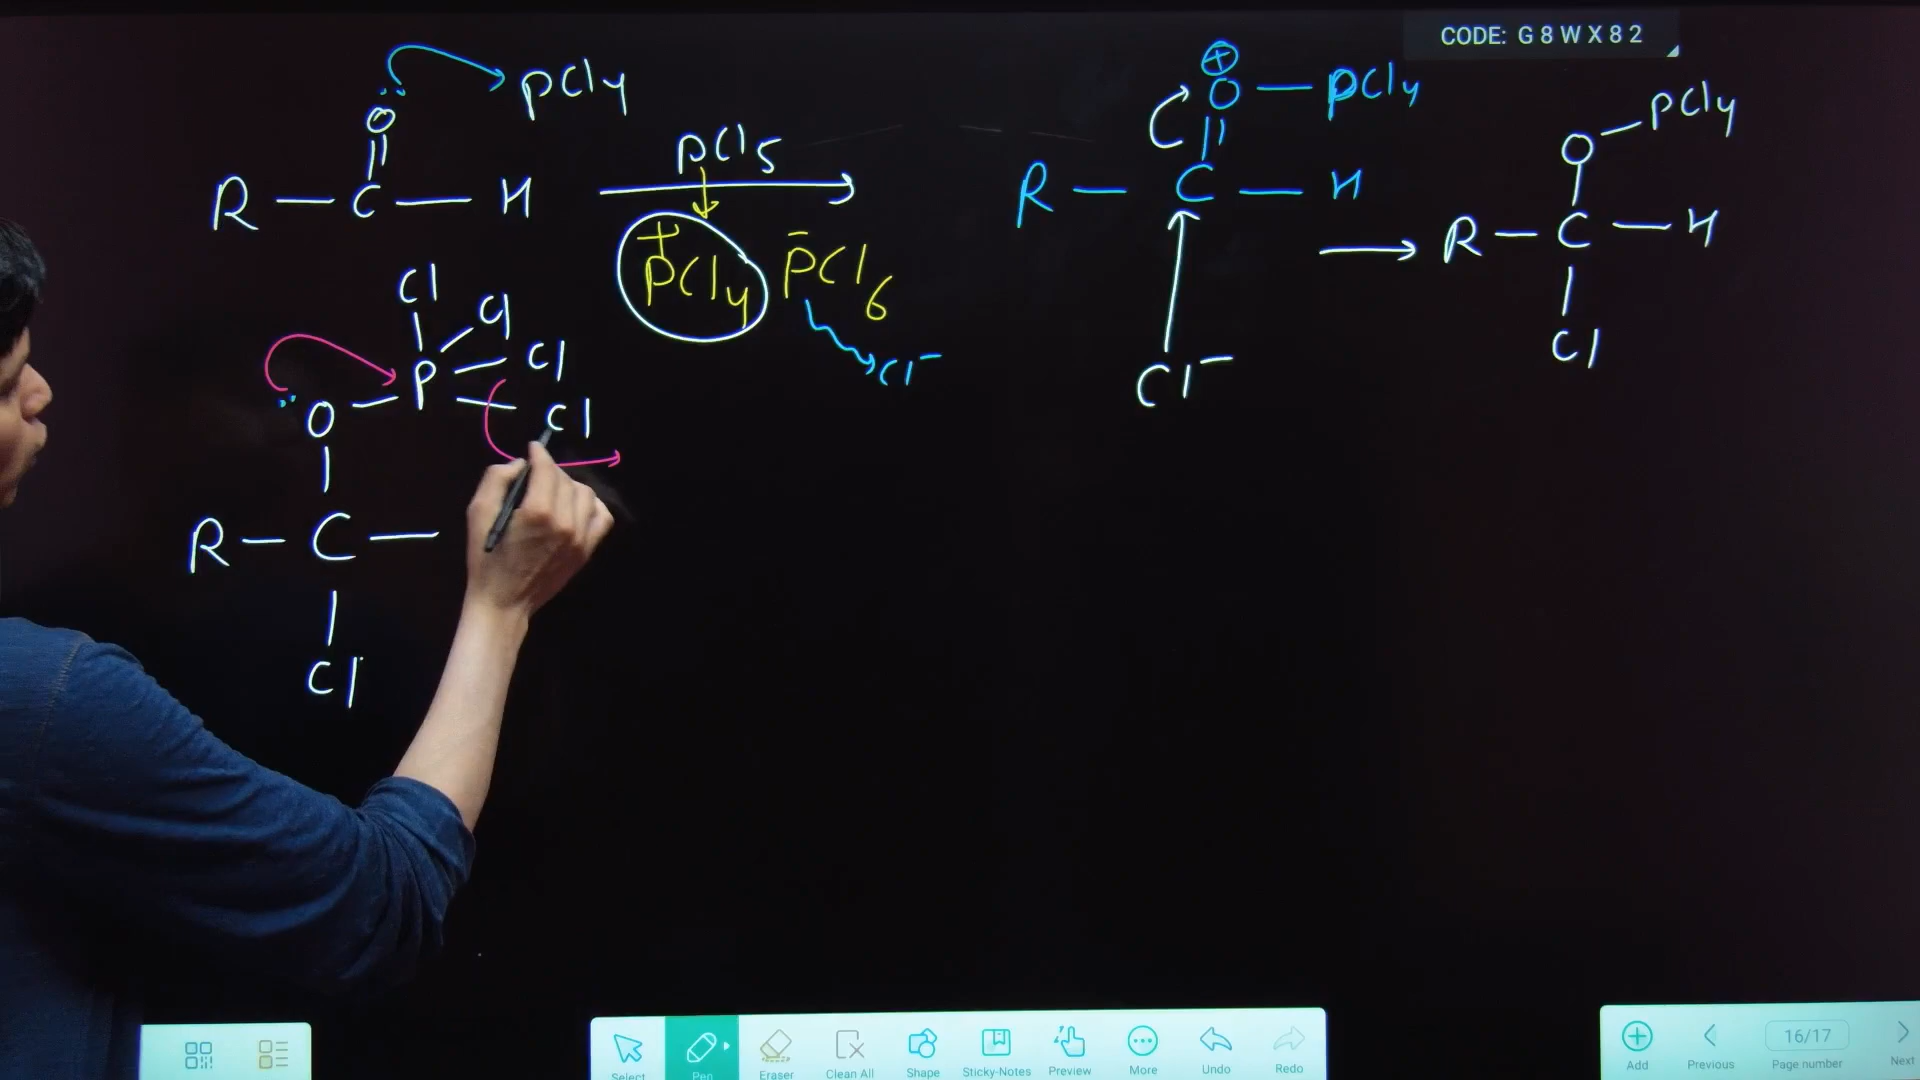 CODE: G8WX82
PCl4
⊕
O — PCl4
PCl4
O
PCl5
O
R — C — H
R — C — H
R — C — H
+PCl4 -PCl6
Cl
Cl
Cl
Cl⁻
Cl⁻
Cl
P
Cl
O
R — C —
Cl
Select
Pen
Eraser
Clean All
Shape
Sticky-Notes
Preview
More
Undo
Redo
Add
Previous
16/17
Page number
Next